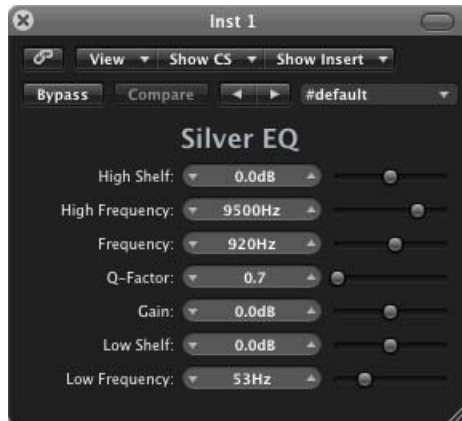 Inst 1
View Show CS Show Insert
Bypass Compare #default
Silver EQ
High Shelf: 0.0dB
High Frequency: 9500Hz
Frequency: 920Hz
Q-Factor: 0.7
Gain: 0.0dB
Low Shelf: 0.0dB
Low Frequency: 53Hz